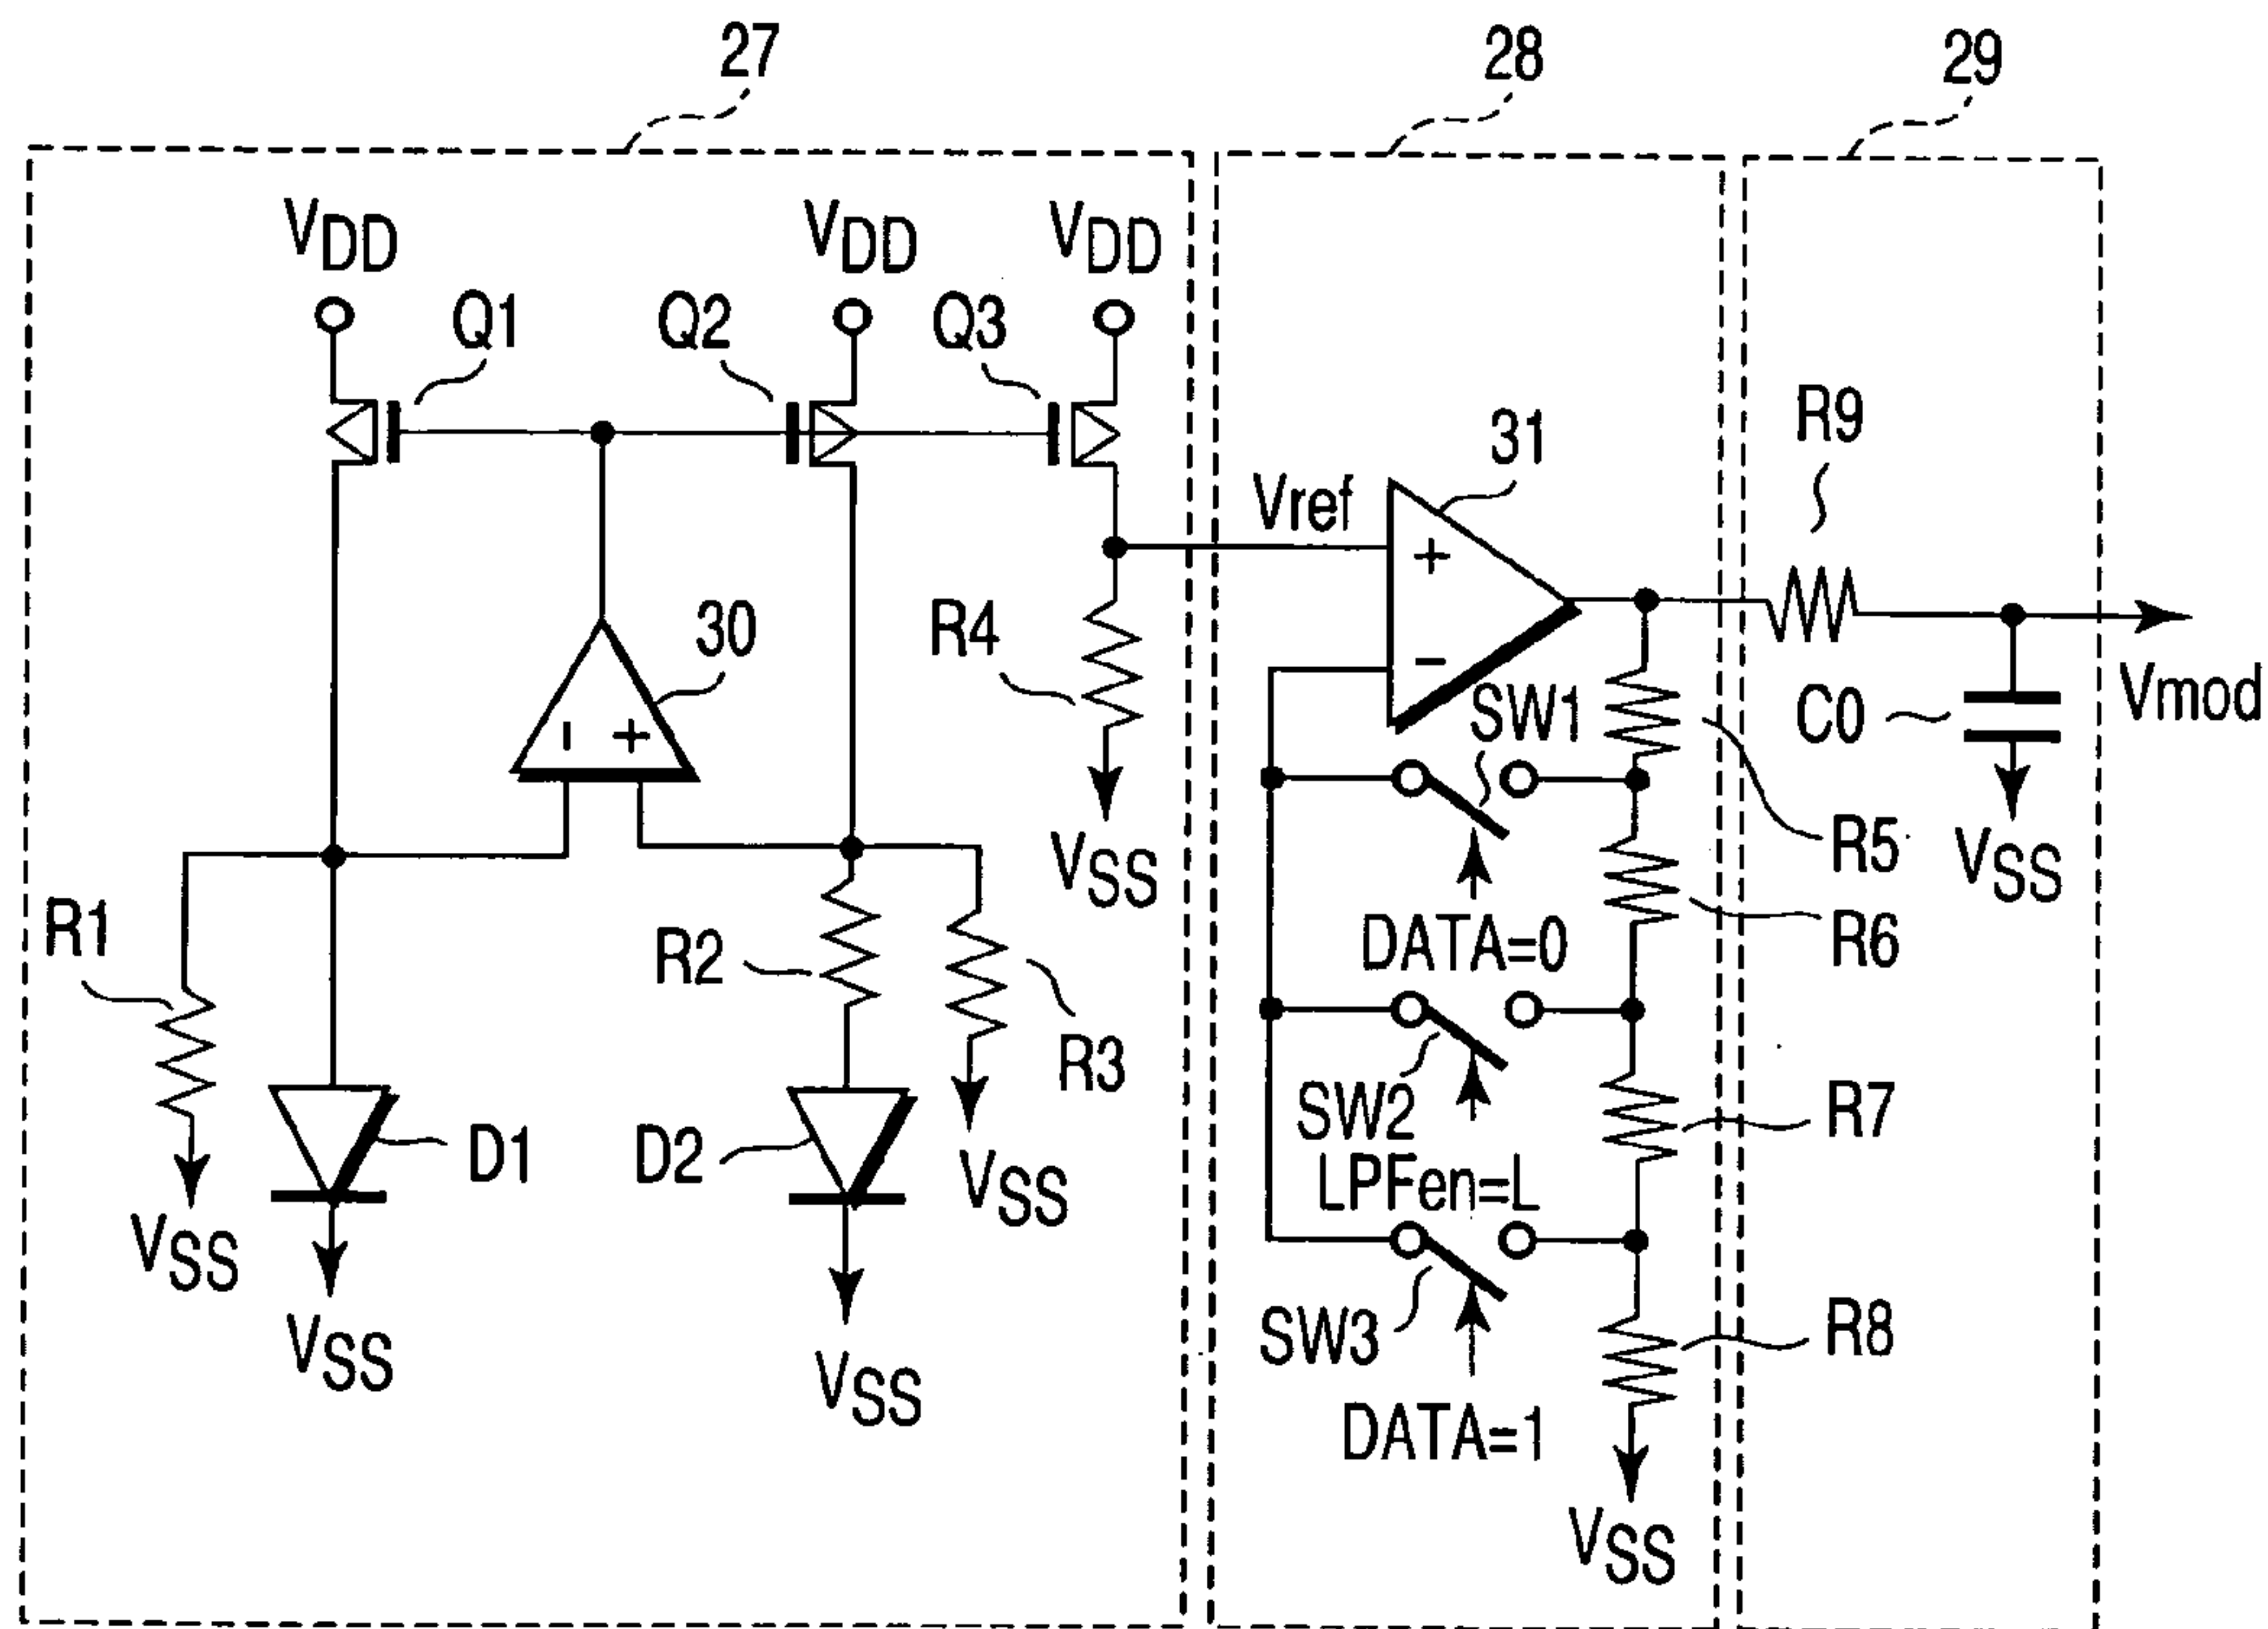 27
28
29
VDD
VDD
VDD
Q1
Q2
Q3
31
R9
Vref
+
−
30
R4
− +
SW1
C0
Vmod
VSS
R5
VSS
R1
R2
DATA=0
R6
R3
SW2
R7
D1
D2
VSS
LPFen=L
VSS
SW3
R8
VSS
VSS
DATA=1
VSS